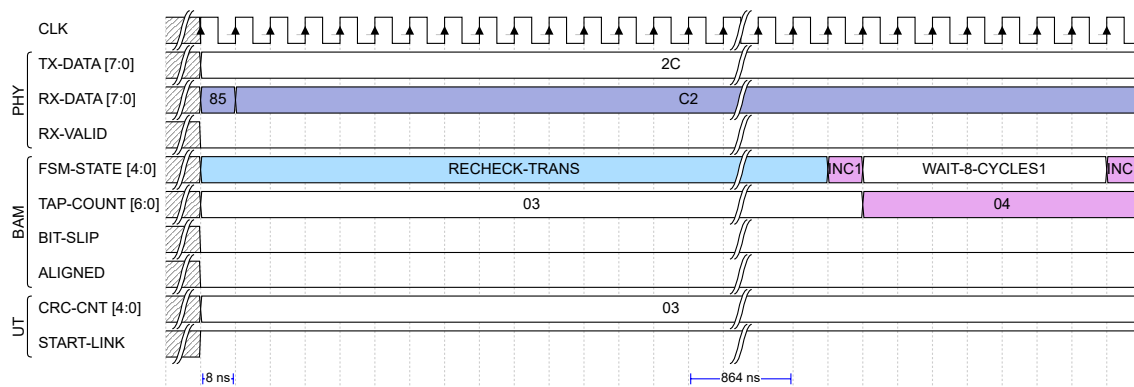 CLK
TX-DATA [7:0] 2C
RX-DATA [7:0] 85 C2
RX-VALID
PHY
FSM-STATE [4:0] RECHECK-TRANS INC1 WAIT-8-CYCLES1 INC
TAP-COUNT [6:0] 03 04
BIT-SLIP
ALIGNED
BAM
CRC-CNT [4:0] 03
START-LINK
UT
8 ns 864 ns